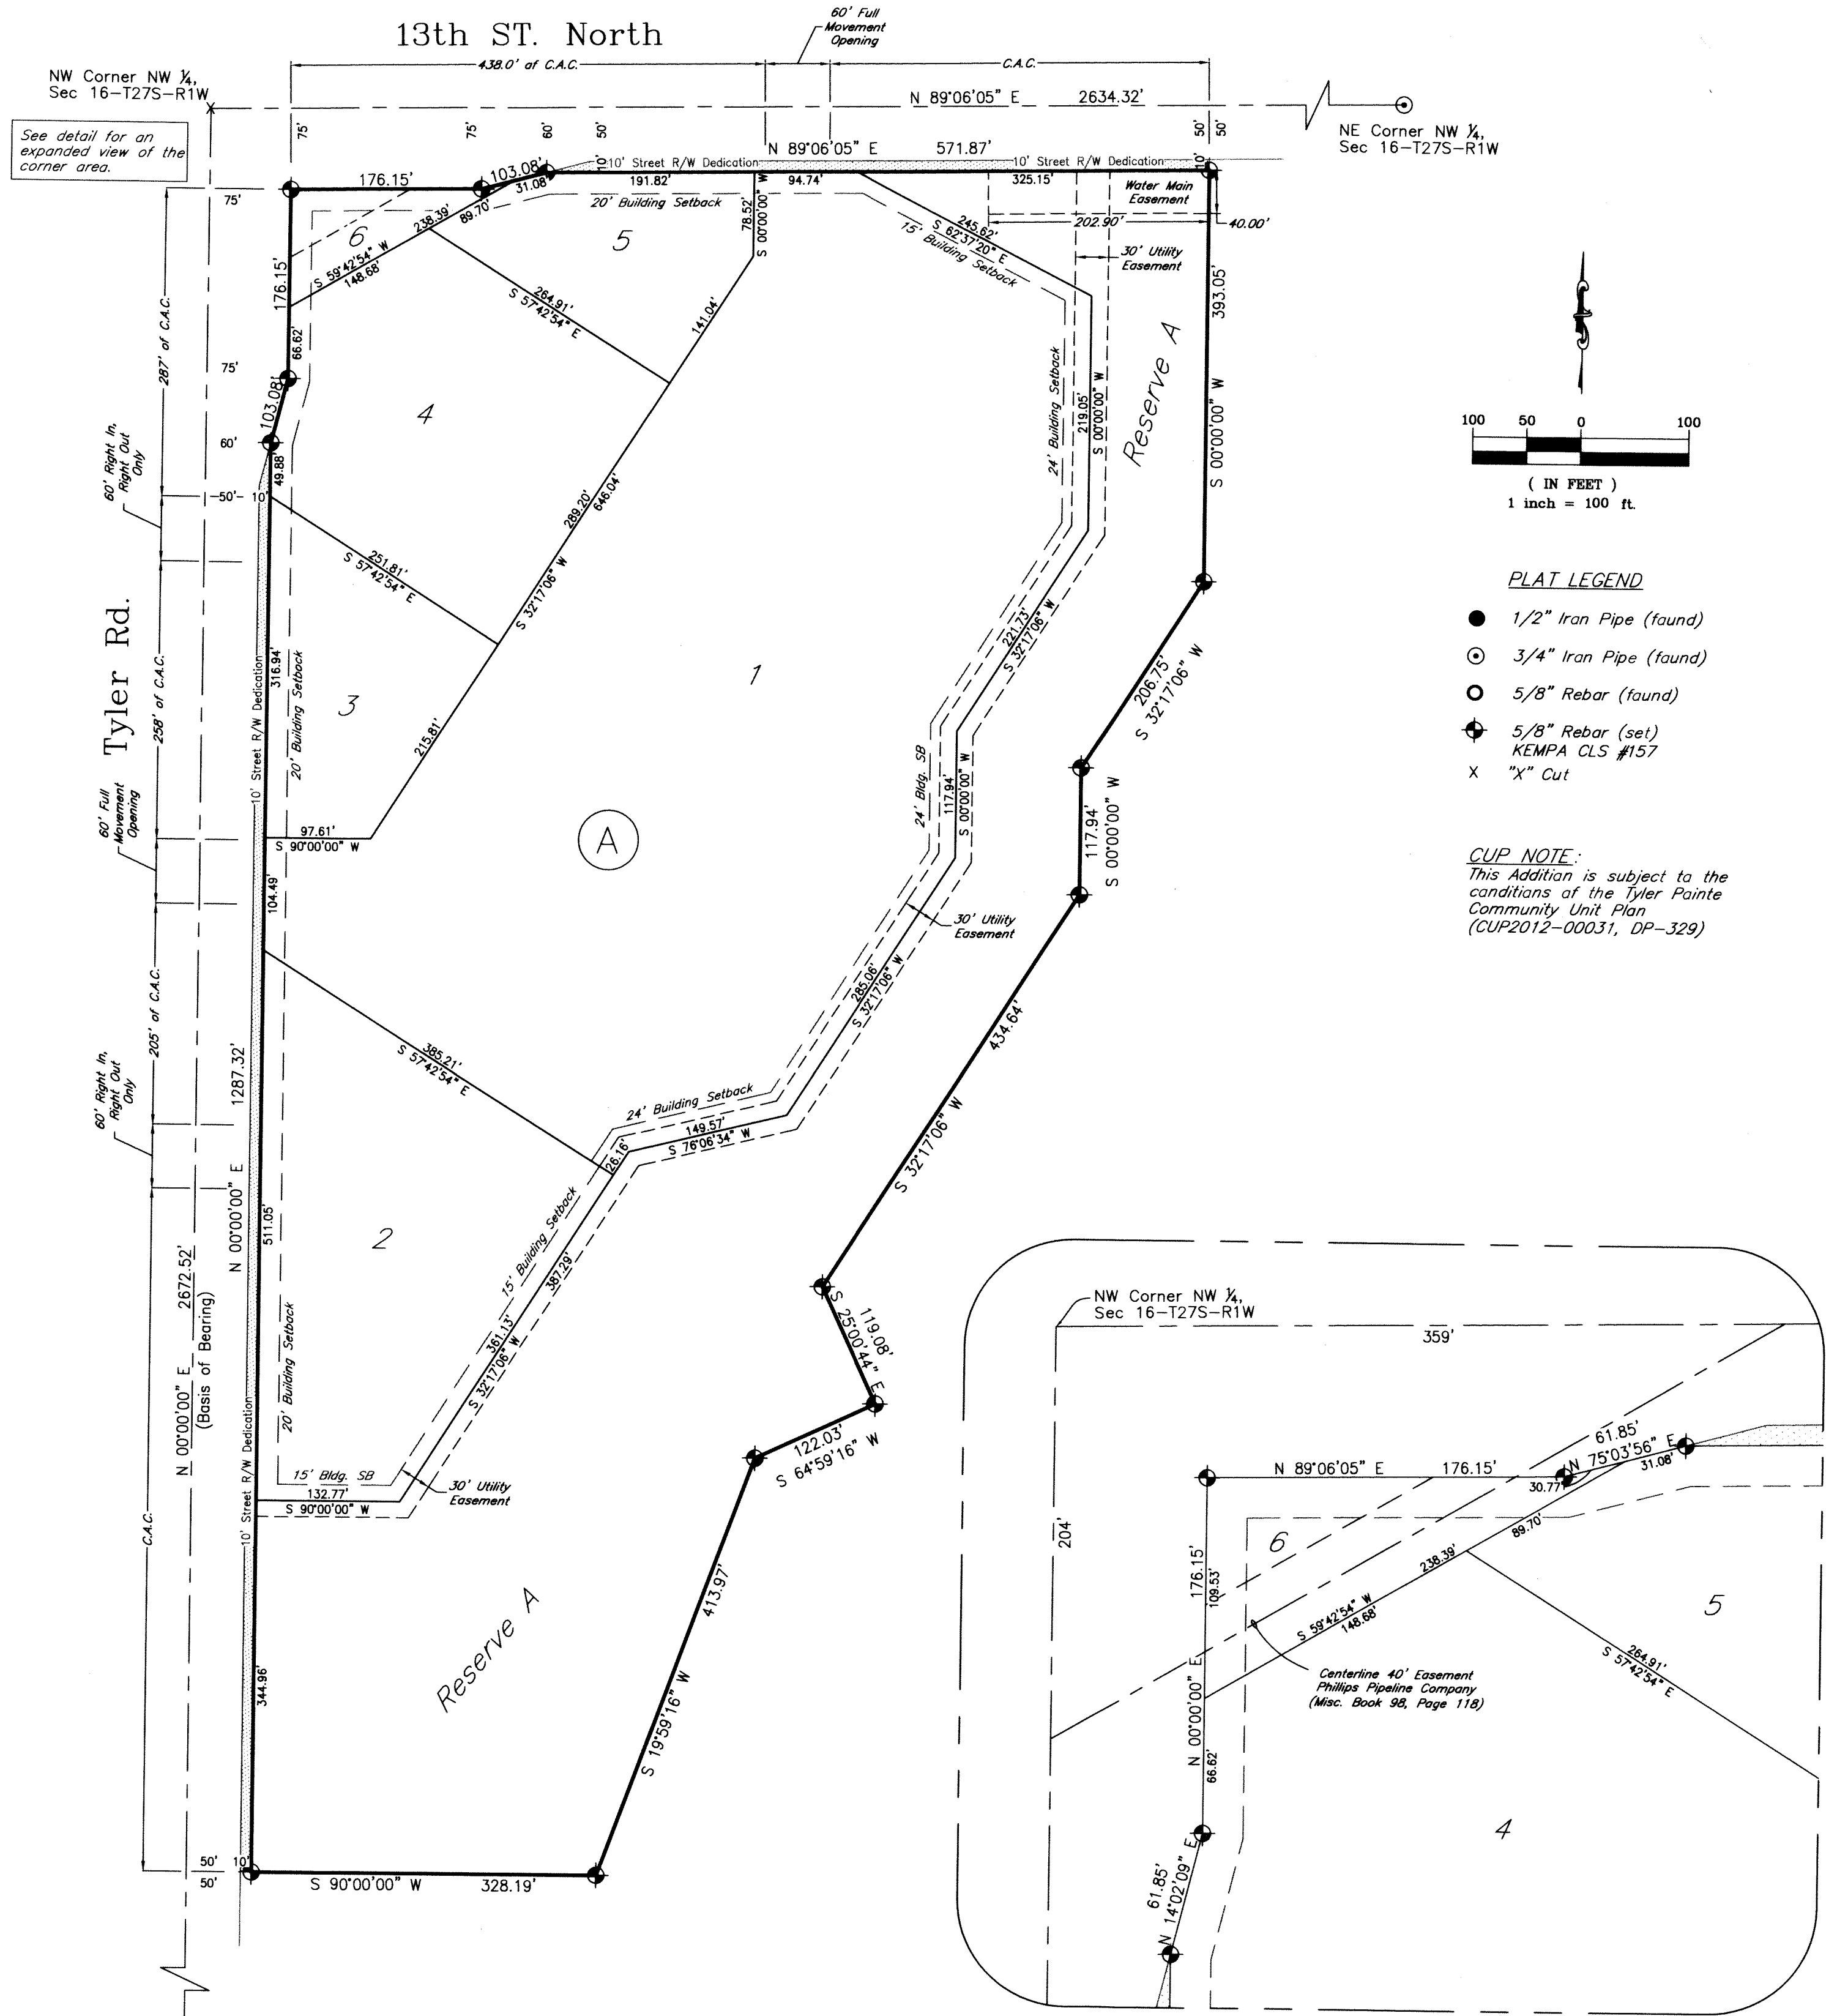 13th ST. North
60' Full
Movement
Opening
438.0' of C.A.C.
C.A.C.
NW Corner NW ¼,
Sec 16-T27S-R1W
N 89°06'05" E
2634.32'
NE Corner NW ¼,
Sec 16-T27S-R1W
See detail for an
expanded view of the
corner area.
75'
75'
60'
50'
50'
50'
N 89°06'05" E
571.87'
10'
10' Street R/W Dedication
10' Street R/W Dedication
10'
75'
176.15'
103.08'
31.08'
191.82'
94.74'
325.15'
Water Main
Easement
20' Building Setback
202.90'
40.00'
6
5
238.39'
89.70'
S 59°42'54" W
148.68'
78.52'
S 00°00'00" W
245.62'
S 62°37'20" E
15' Building Setback
30' Utility
Easement
176.15'
66.62'
264.91'
S 57°42'54" E
141.04'
393.05'
S 00°00'00" W
Reserve A
287' of C.A.C.
75'
103.08'
4
24' Building Setback
219.05'
S 00°00'00" W
60' Right In,
Right Out
Only
60'
49.88'
50'
10'
289.20'
646.04'
S 32°17'06" W
251.81'
S 57°42'54" E
100
50
0
100
( IN FEET )
1 inch = 100 ft.
PLAT LEGEND
1/2" Iran Pipe (faund)
3/4" Iran Pipe (faund)
5/8" Rebar (faund)
5/8" Rebar (set)
KEMPA CLS #157
X "X" Cut
Tyler Rd.
258' of C.A.C.
316.94'
10' Street R/W Dedication
20' Building Setback
3
1
215.81'
221.73'
S 32°17'06" W
206.75'
S 32°17'06" W
24' Bldg. SB
117.94'
S 00°00'00" W
117.94'
S 00°00'00" W
60' Full
Movement
Opening
97.61'
S 90°00'00" W
A
CUP NOTE:
This Additian is subject ta the
canditians af the Tyler Painte
Cammunity Unit Plan
(CUP2012-00031, DP-329)
104.49'
30' Utility
Easement
205' of C.A.C.
285.06'
S 32°17'06" W
434.64'
S 32°17'06" W
60' Right In,
Right Out
Only
1287.32'
N 00°00'00" E
385.21'
S 57°42'54" E
24' Building Setback
149.57'
S 76°06'34" W
26.16'
511.05'
2
15' Building Setback
387.29'
361.13'
S 32°17'06" W
2672.52'
N 00°00'00" E
(Basis of Bearing)
20' Building Setback
10' Street R/W Dedication
119.08'
S 25°00'44" E
122.03'
S 64°59'16" W
15' Bldg. SB
132.77'
S 90°00'00" W
30' Utility
Easement
C.A.C.
344.96'
Reserve A
413.97'
S 19°59'16" W
50'
10'
50'
S 90°00'00" W
328.19'
NW Corner NW ¼,
Sec 16-T27S-R1W
359'
204'
N 89°06'05" E
176.15'
61.85'
N 75°03'56" E
31.08'
30.77'
6
89.70'
238.39'
176.15'
109.53'
S 59°42'54" W
148.68'
5
264.91'
S 57°42'54" E
Centerline 40' Easement
Phillips Pipeline Company
(Misc. Book 98, Page 118)
N 00°00'00" E
66.62'
4
61.85'
N 14°02'09" E